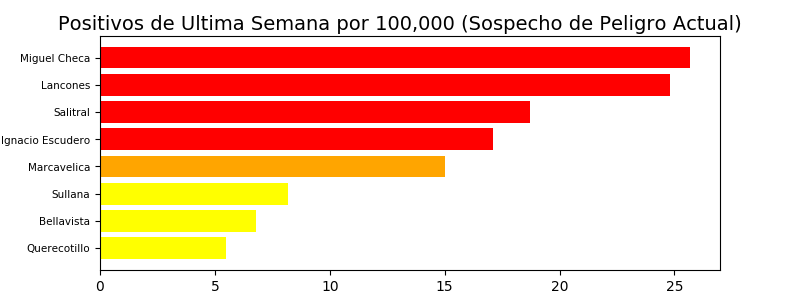 Positivos de Ultima Semana por 100,000 (Sospecho de Peligro Actual)
Miguel Checa
Lancones
Salitral
Ignacio Escudero
Marcavelica
Sullana
Bellavista
Querecotillo
0 5 10 15 20 25